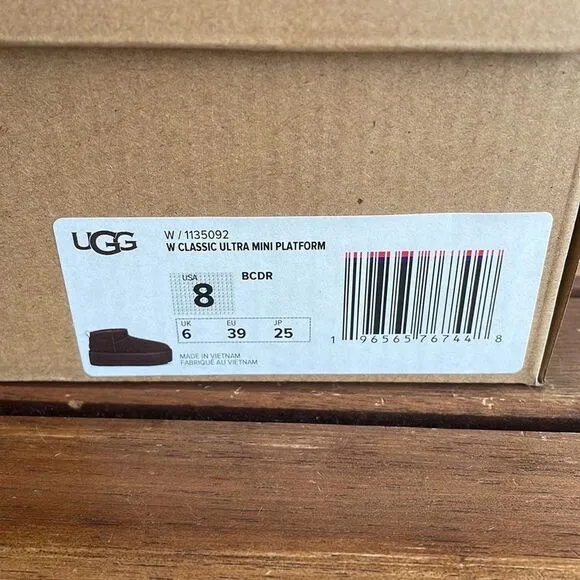 UGG
W / 1135092
W CLASSIC ULTRA MINI PLATFORM
USA
8
BCDR
UK EU JP
6 39 25
MADE IN VIETNAM
FABRIQUÉ AU VIETNAM
1 96565 76744 8